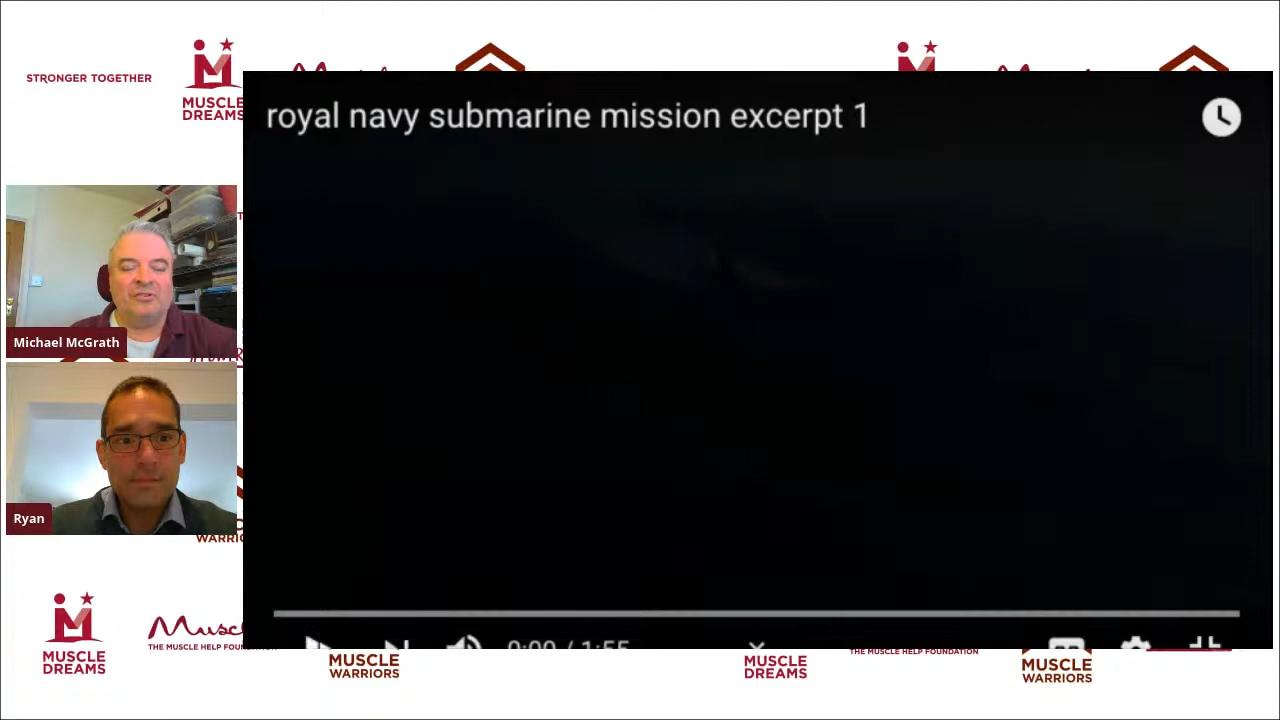 STRONGER TOGETHER
MUSCLE
DREAMS
royal navy submarine mission excerpt 1
Michael McGrath
Ryan
0:00 / 1:55
MUSCLE
DREAMS
THE MUSCLE HELP
MUSCLE
WARRIORS
MUSCLE
DREAMS
THE MUSCLE HELP FOUNDATION
MUSCLE
WARRIORS